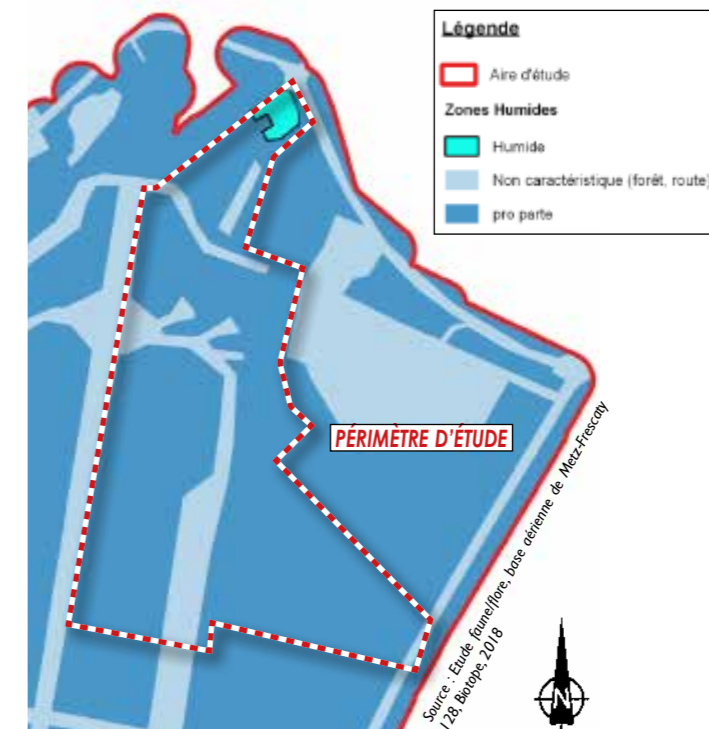 Légende
Aire d'étude
Zones Humides
Humide
Non caractéristique (forêt, route)
pro parte
PÉRIMÈTRE D'ÉTUDE
Source : Etude faune/flore, base aérienne de Metz-Frescaty
128, Biotope, 2018
N